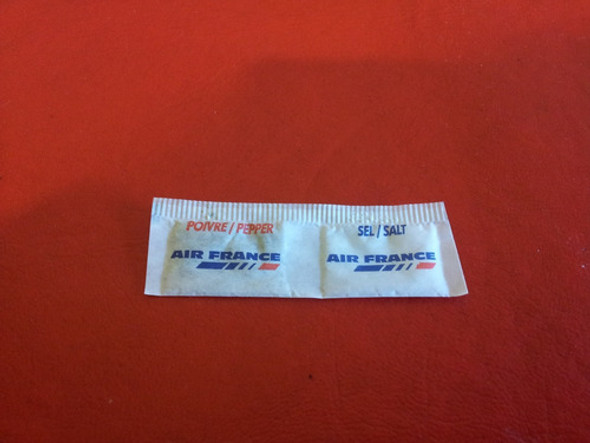 POIVRE / PEPPER
AIR FRANCE
SEL / SALT
AIR FRANCE